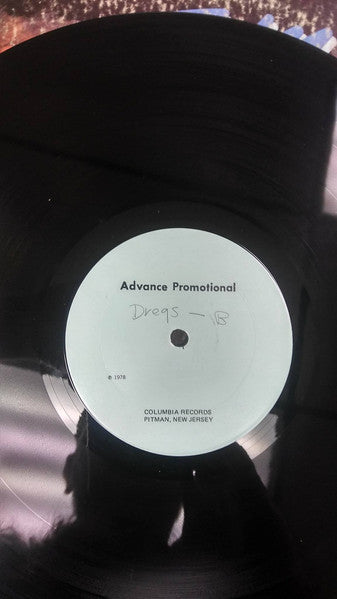 Advance Promotional
Dregs - B
℗ 1978
COLUMBIA RECORDS
PITMAN, NEW JERSEY